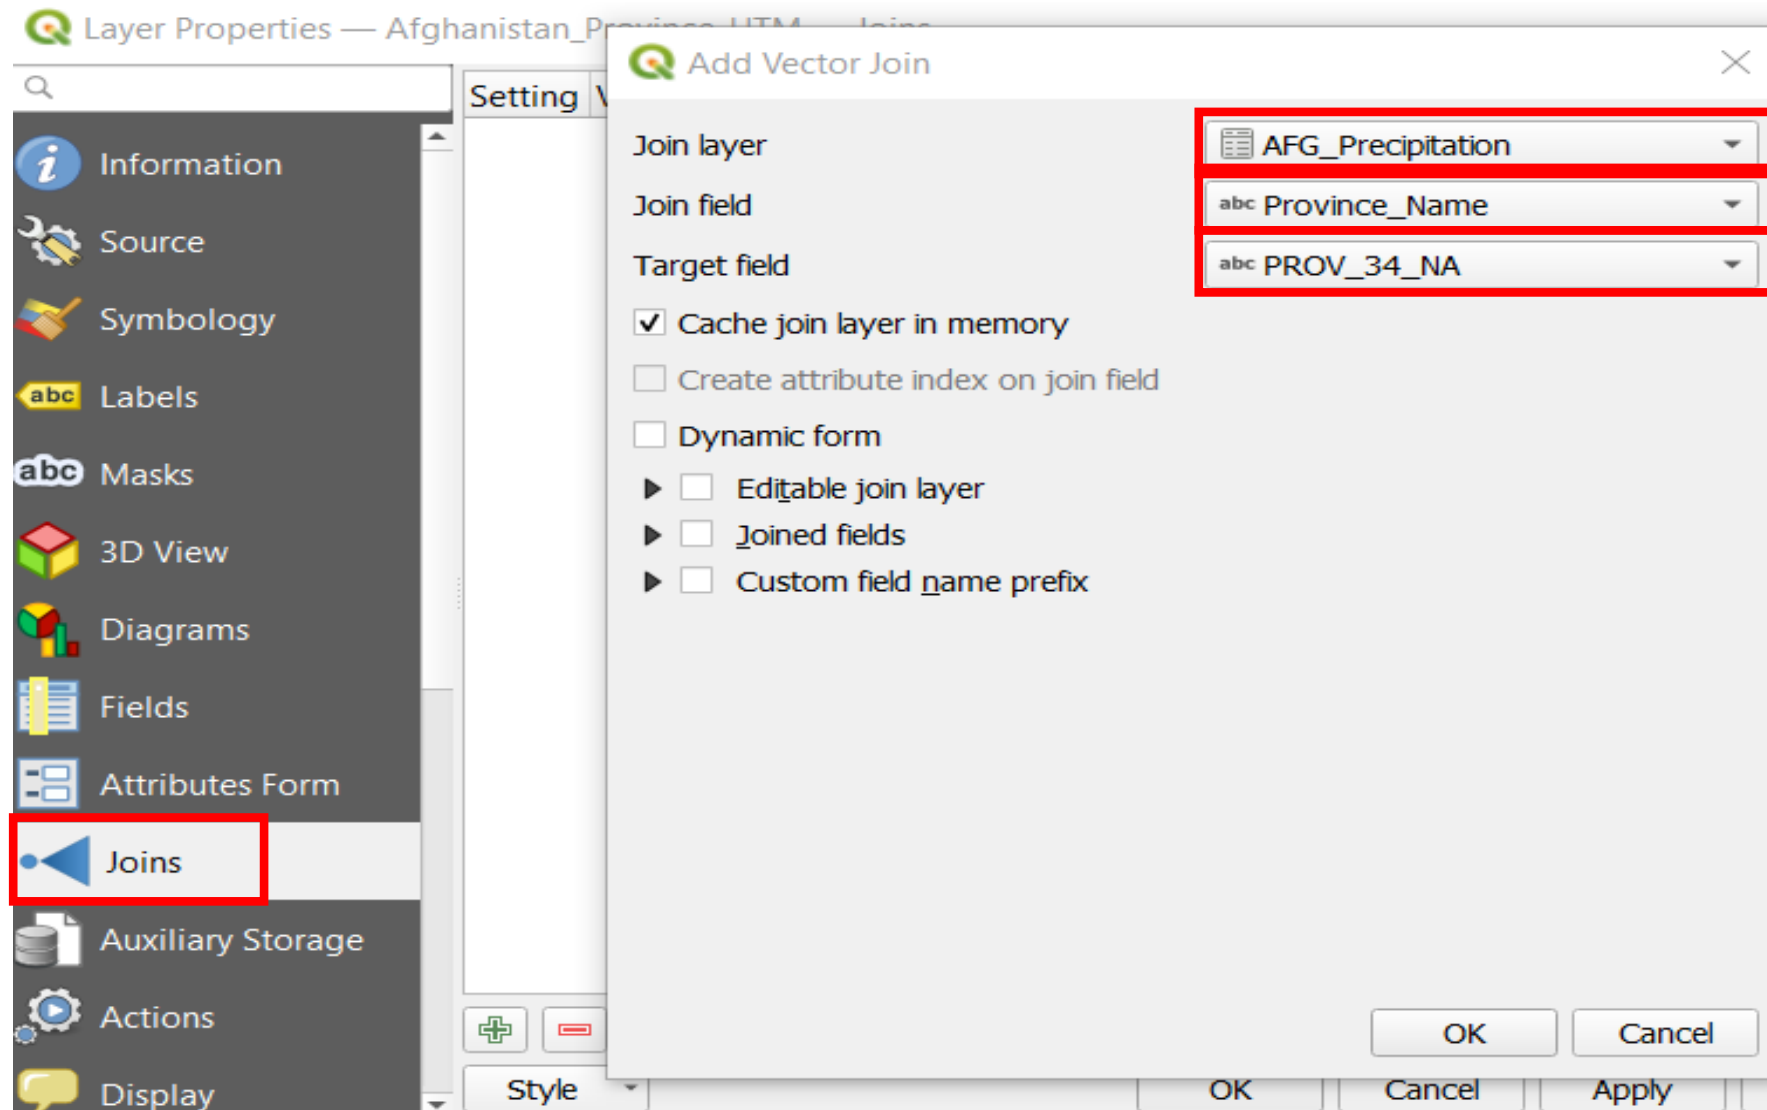 Layer Properties — Afghanistan_Province_UTM — Joins
Add Vector Join
Setting
Information
Source
Symbology
abc Labels
abc Masks
3D View
Diagrams
Fields
Attributes Form
Joins
Auxiliary Storage
Actions
Display
Join layer AFG_Precipitation
Join field abc Province_Name
Target field abc PROV_34_NA
Cache join layer in memory
Create attribute index on join field
Dynamic form
Editable join layer
Joined fields
Custom field name prefix
OK Cancel
Style OK Cancel Apply